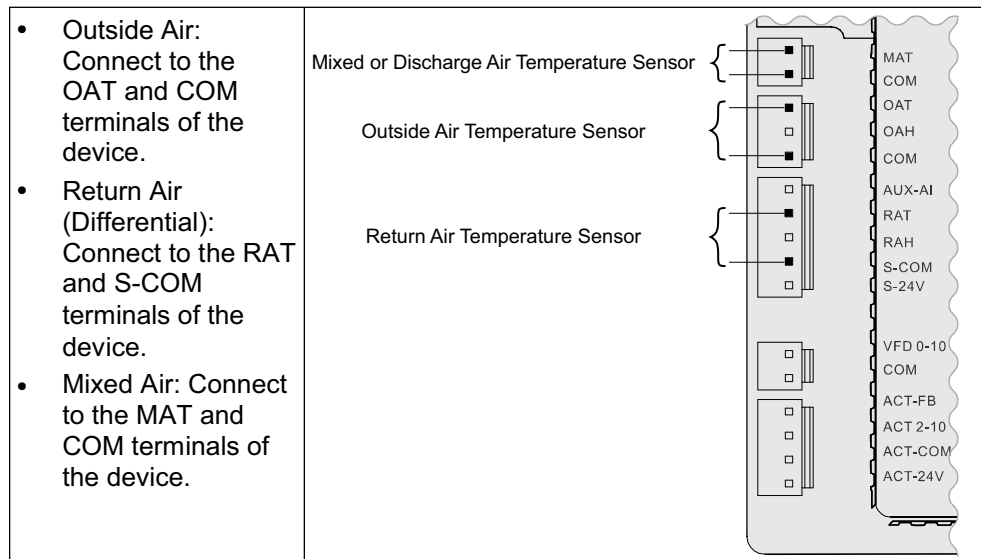 • Outside Air:
Connect to the
OAT and COM
terminals of the
device.
• Return Air
(Differential):
Connect to the RAT
and S-COM
terminals of the
device.
• Mixed Air: Connect
to the MAT and
COM terminals of
the device.
Mixed or Discharge Air Temperature Sensor
Outside Air Temperature Sensor
Return Air Temperature Sensor
MAT
COM
OAT
OAH
COM
AUX-AI
RAT
RAH
S-COM
S-24V
VFD 0-10
COM
ACT-FB
ACT 2-10
ACT-COM
ACT-24V